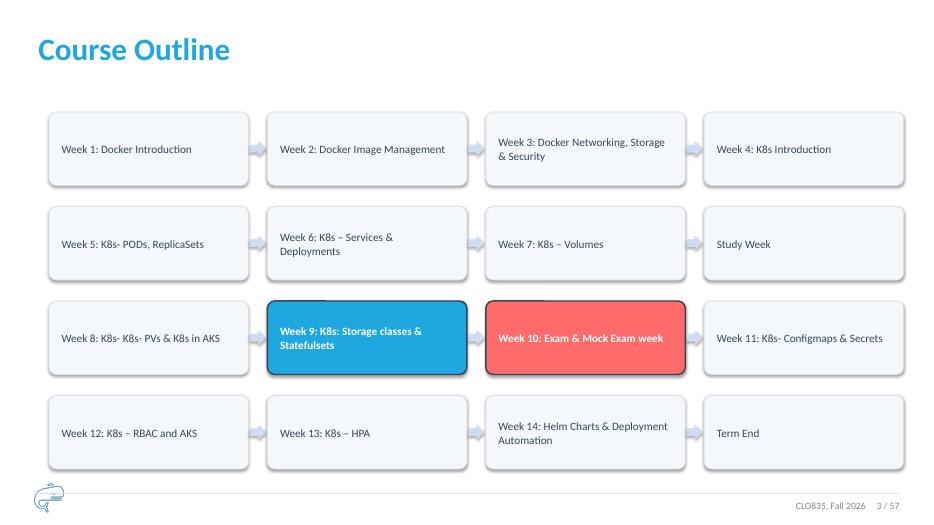 Course Outline
Week 1: Docker Introduction
Week 2: Docker Image Management
Week 3: Docker Networking, Storage
& Security
Week 4: K8s Introduction
Week 5: K8s- PODs, ReplicaSets
Week 6: K8s – Services &
Deployments
Week 7: K8s – Volumes
Study Week
Week 8: K8s- K8s- PVs & K8s in AKS
Week 9: K8s: Storage classes &
Statefulsets
Week 10: Exam & Mock Exam week
Week 11: K8s- Configmaps & Secrets
Week 12: K8s – RBAC and AKS
Week 13: K8s – HPA
Week 14: Helm Charts & Deployment
Automation
Term End
CLO835, Fall 2026 3 / 57